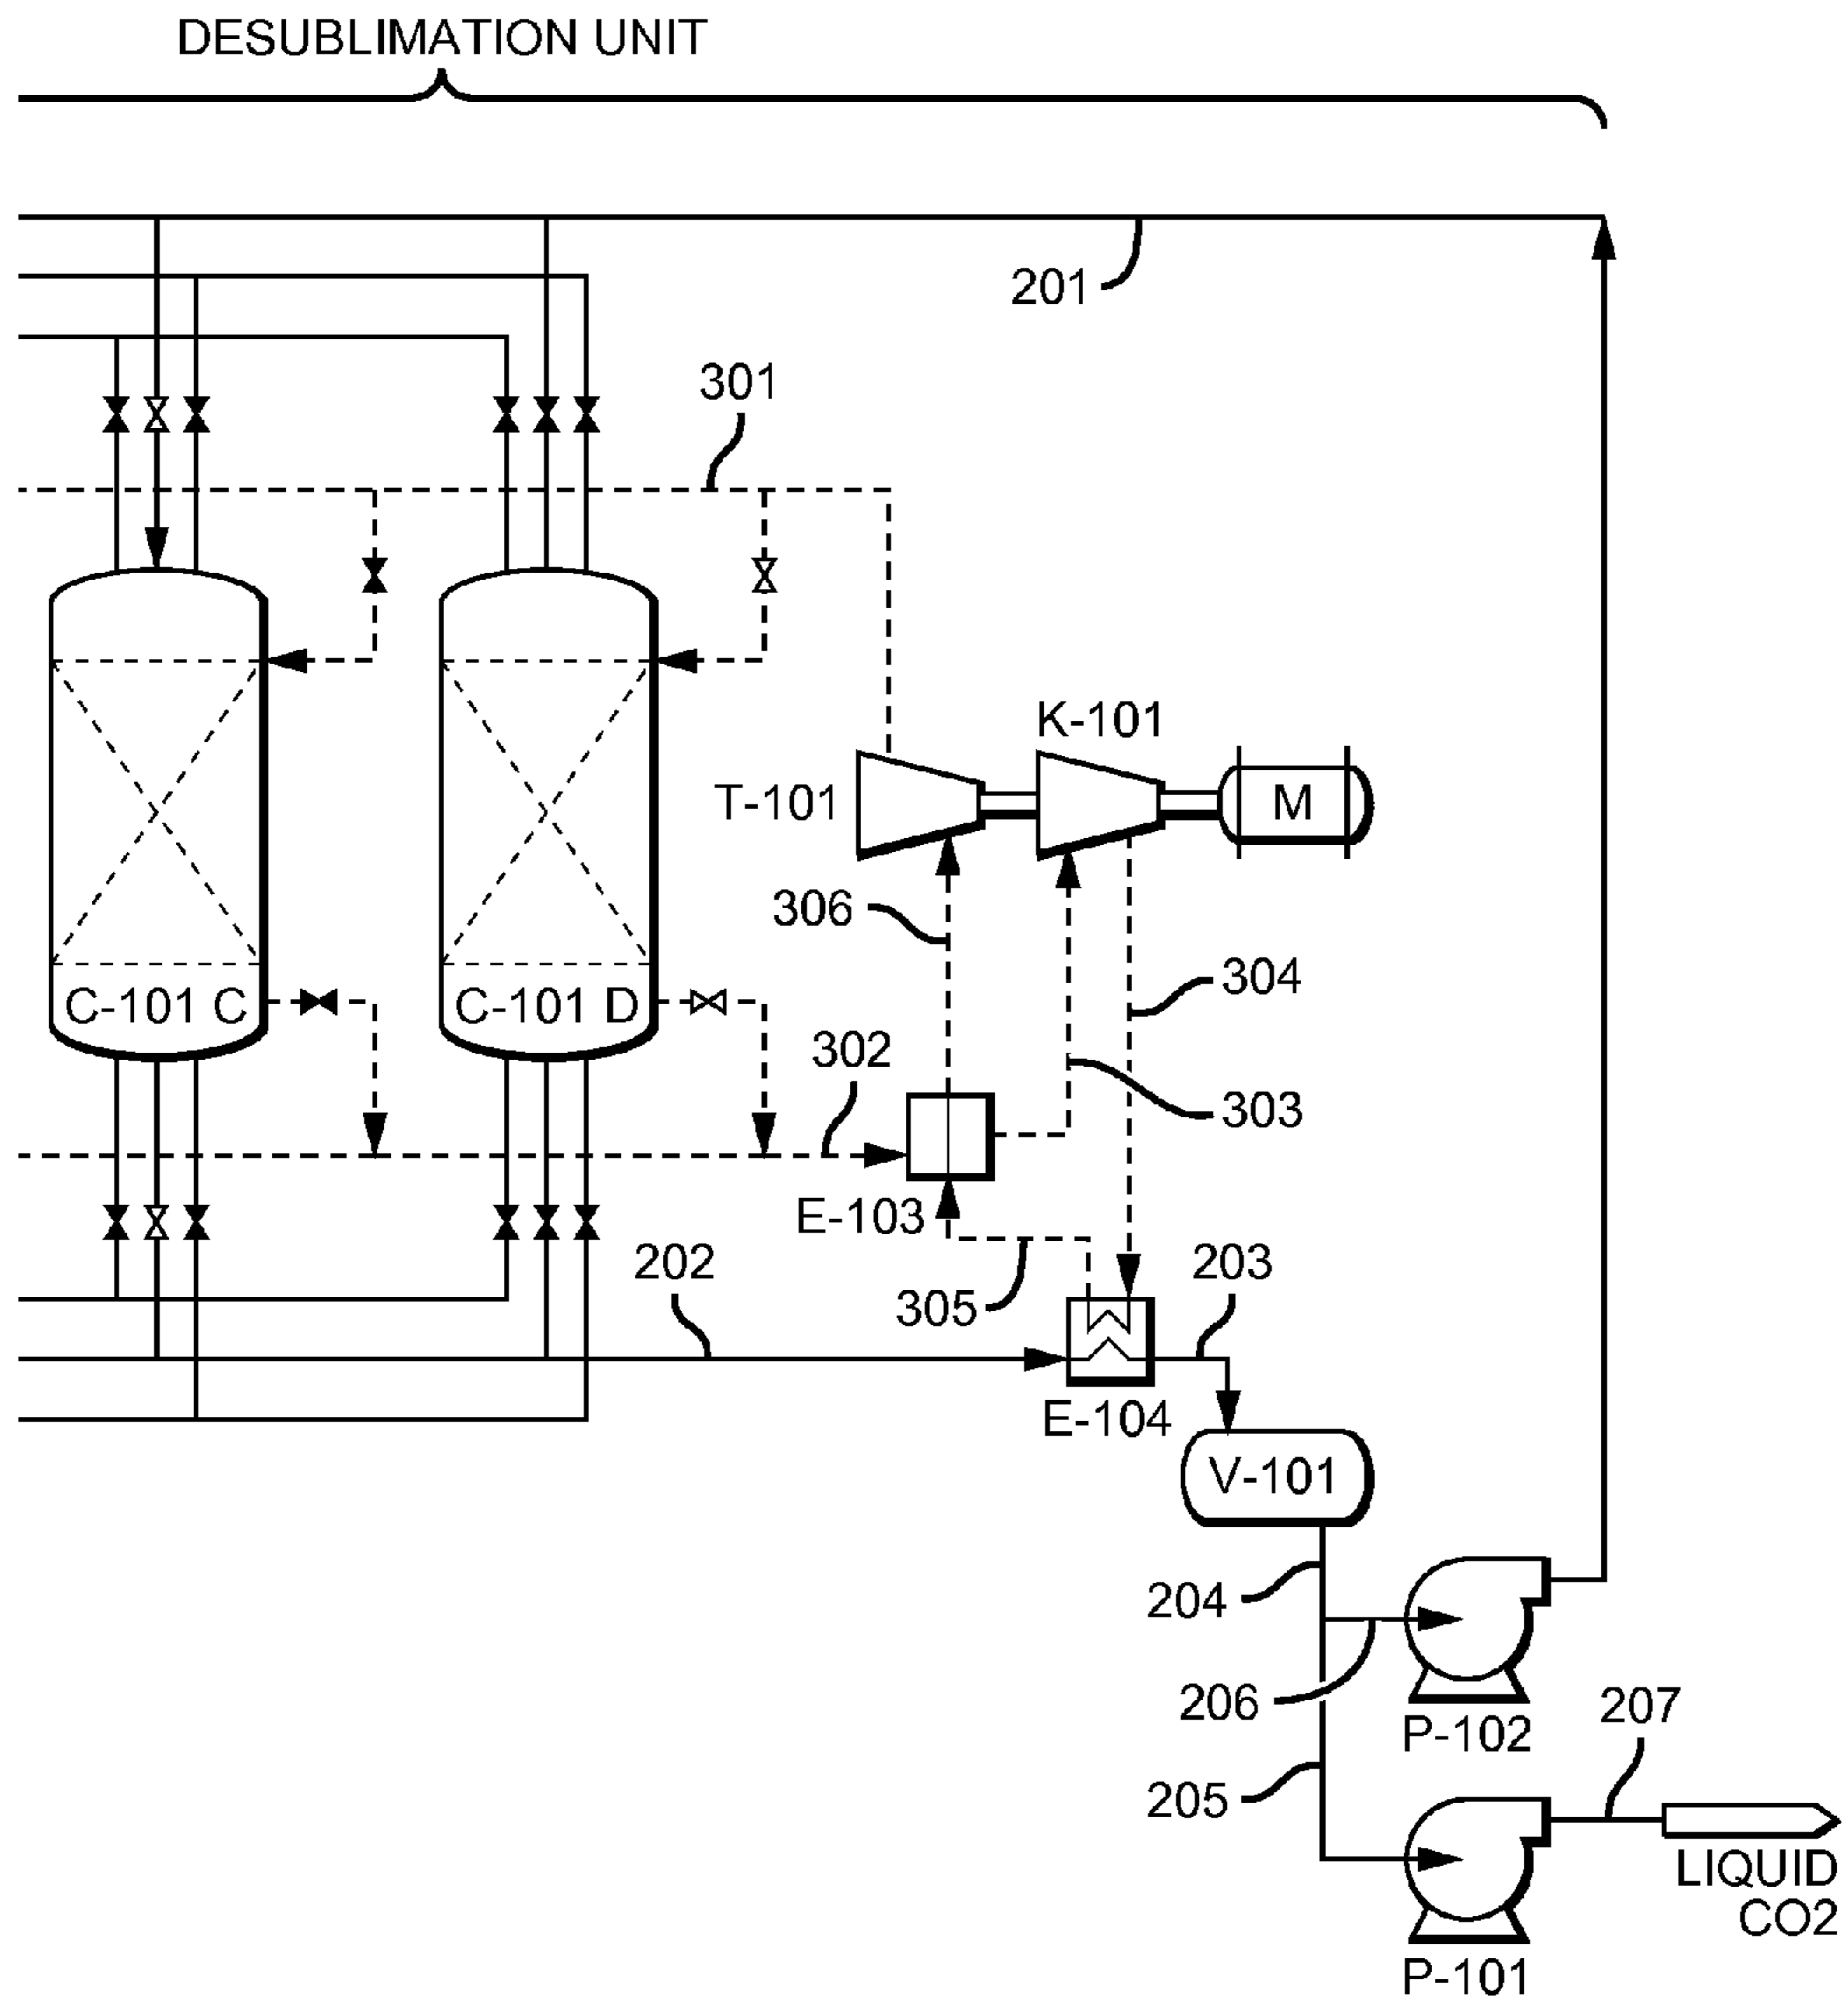 DESUBLIMATION UNIT
201
301
K-101
T-101
M
306
304
C-101 C
C-101 D
302
303
E-103
202
203
305
E-104
V-101
204
206
207
P-102
205
LIQUID
CO2
P-101